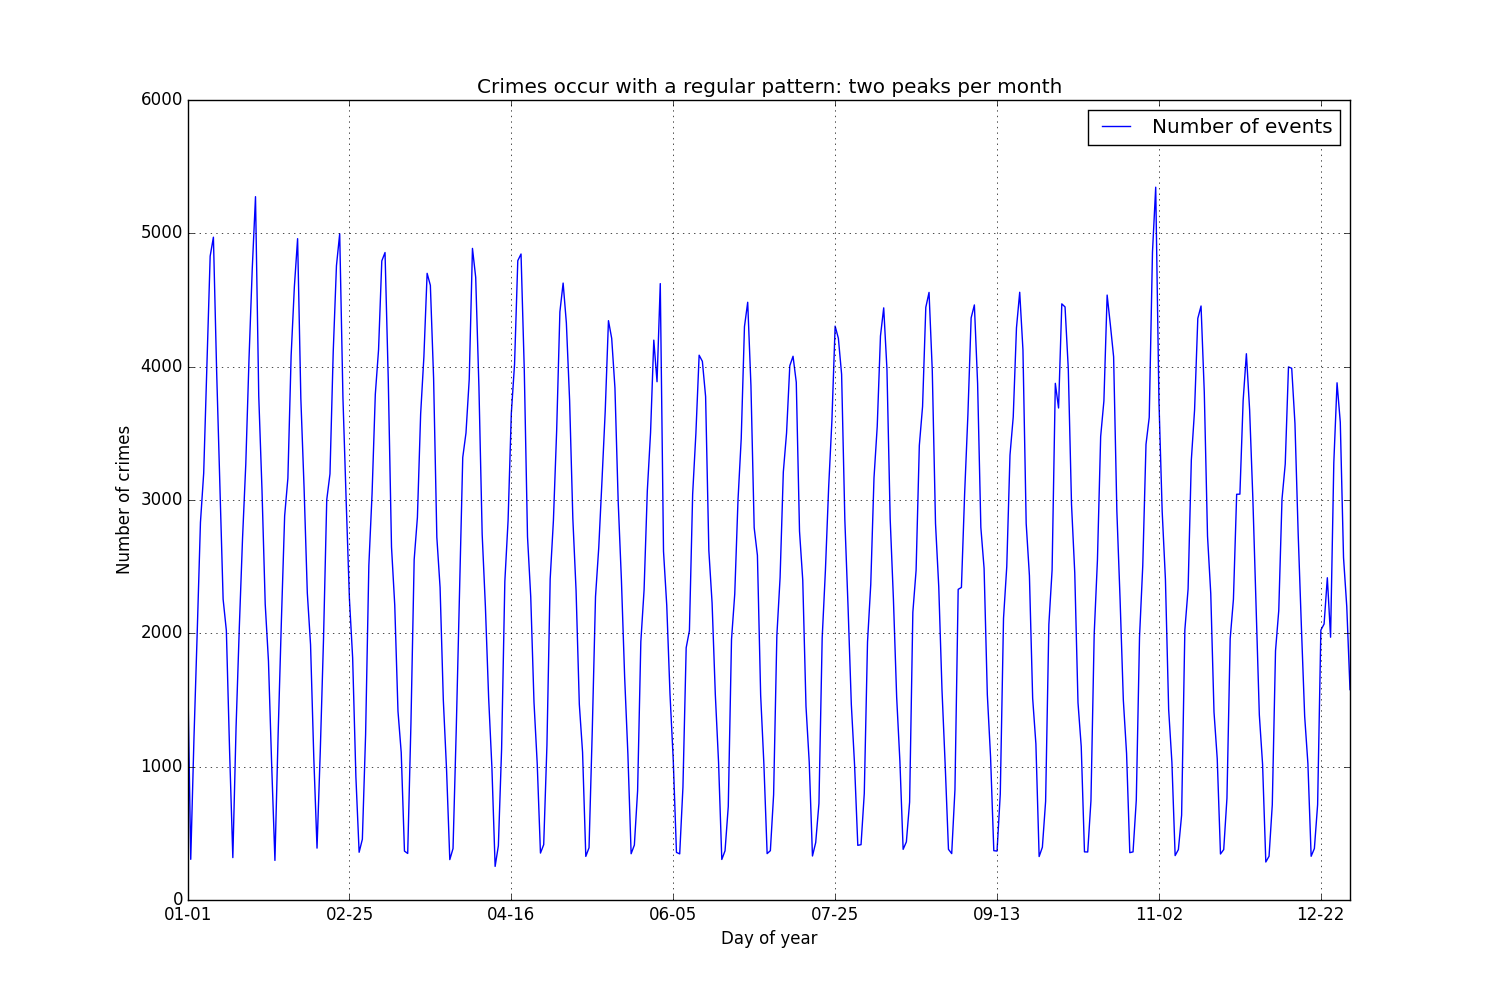 Crimes occur with a regular pattern: two peaks per month
Number of events
6000
5000
4000
3000
2000
1000
0
Number of crimes
01-01 02-25 04-16 06-05 07-25 09-13 11-02 12-22
Day of year